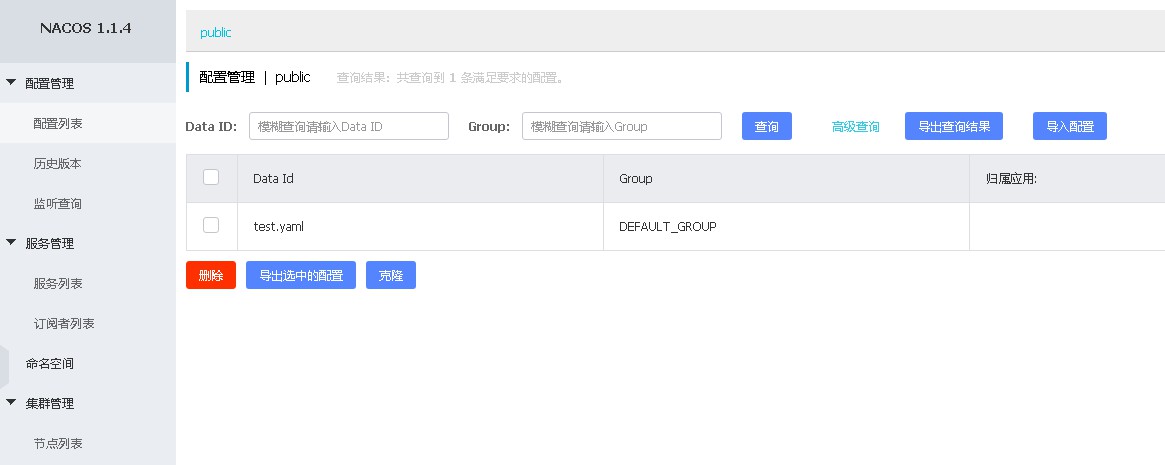 NACOS 1.1.4
配置管理
配置列表
历史版本
监听查询
服务管理
服务列表
订阅者列表
命名空间
集群管理
节点列表
public
配置管理 | public 查询结果：共查询到 1 条满足要求的配置。
Data ID: 模糊查询请输入Data ID Group: 模糊查询请输入Group 查询 高级查询 导出查询结果 导入配置
Data Id Group 归属应用:
test.yaml DEFAULT_GROUP
删除 导出选中的配置 克隆